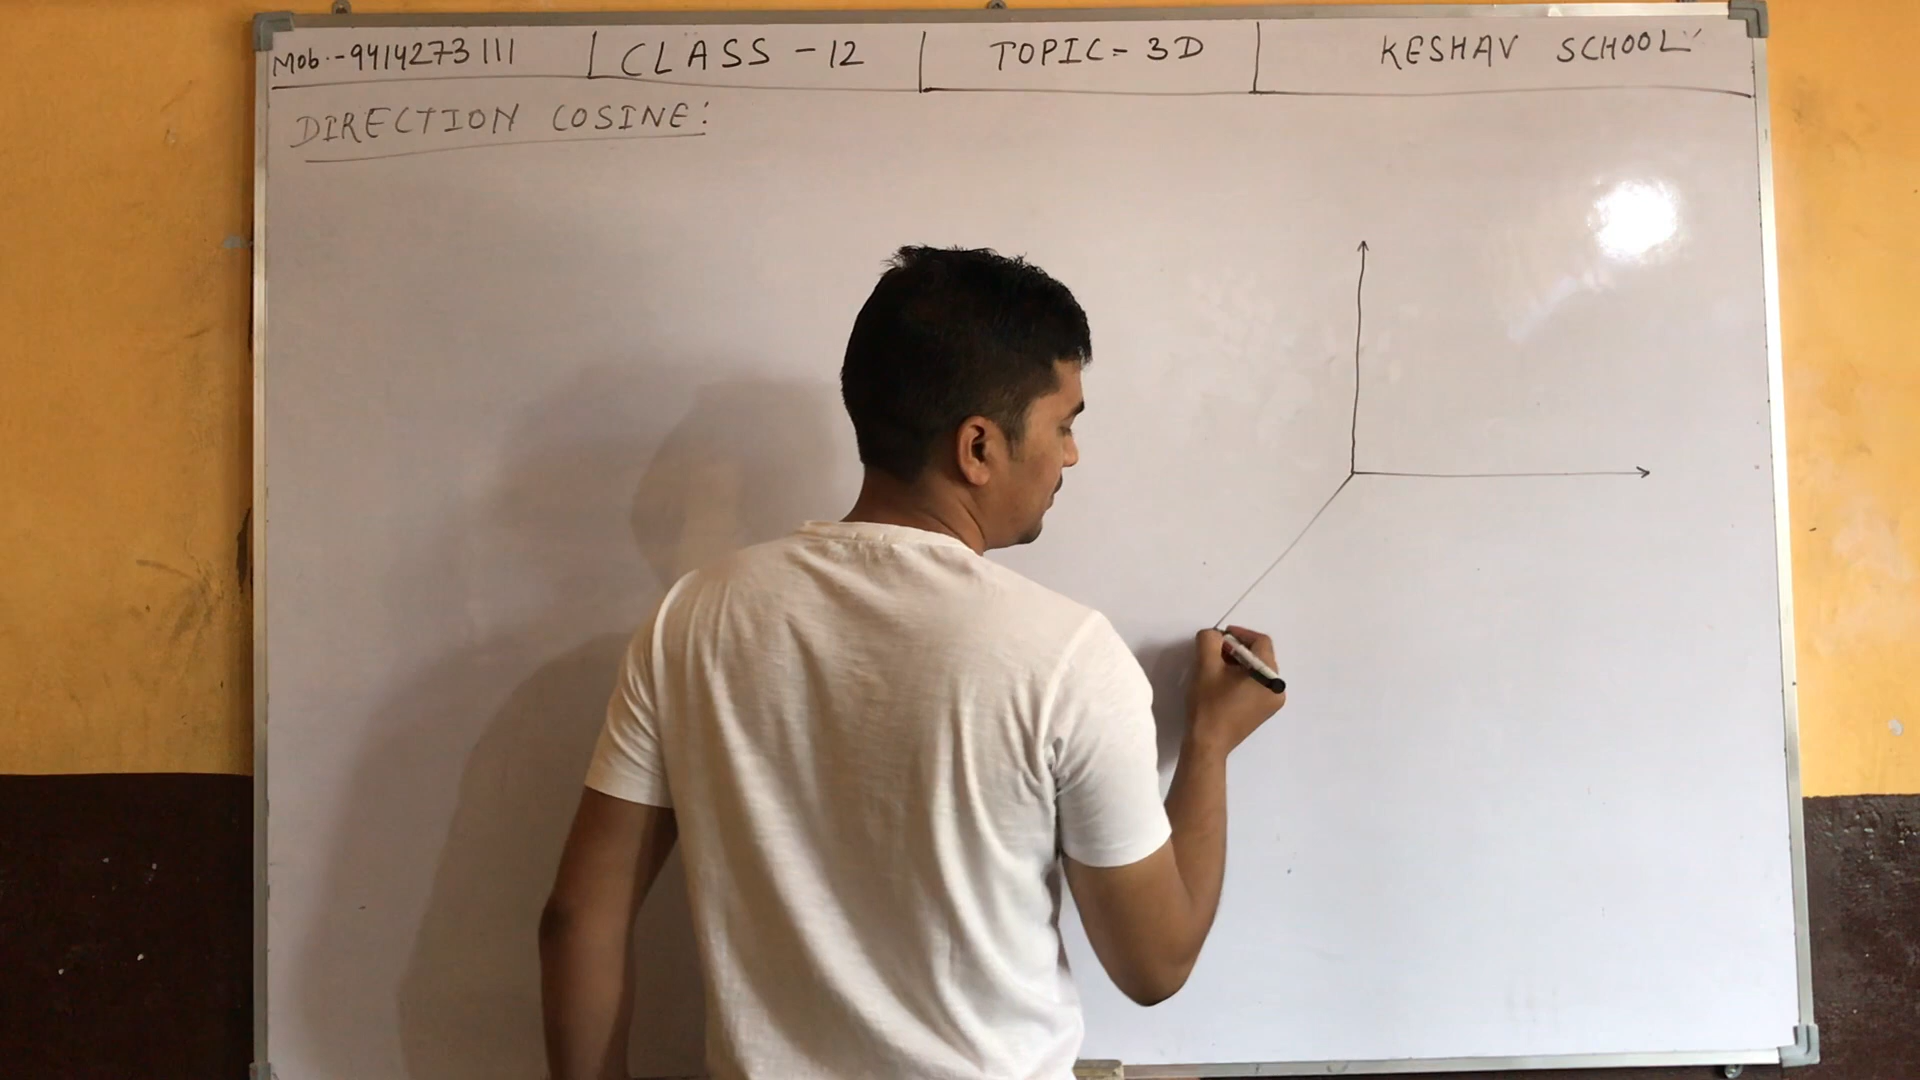 Mob.-9414273111 CLASS-12 TOPIC=3D KESHAV SCHOOL
DIRECTION COSINE: